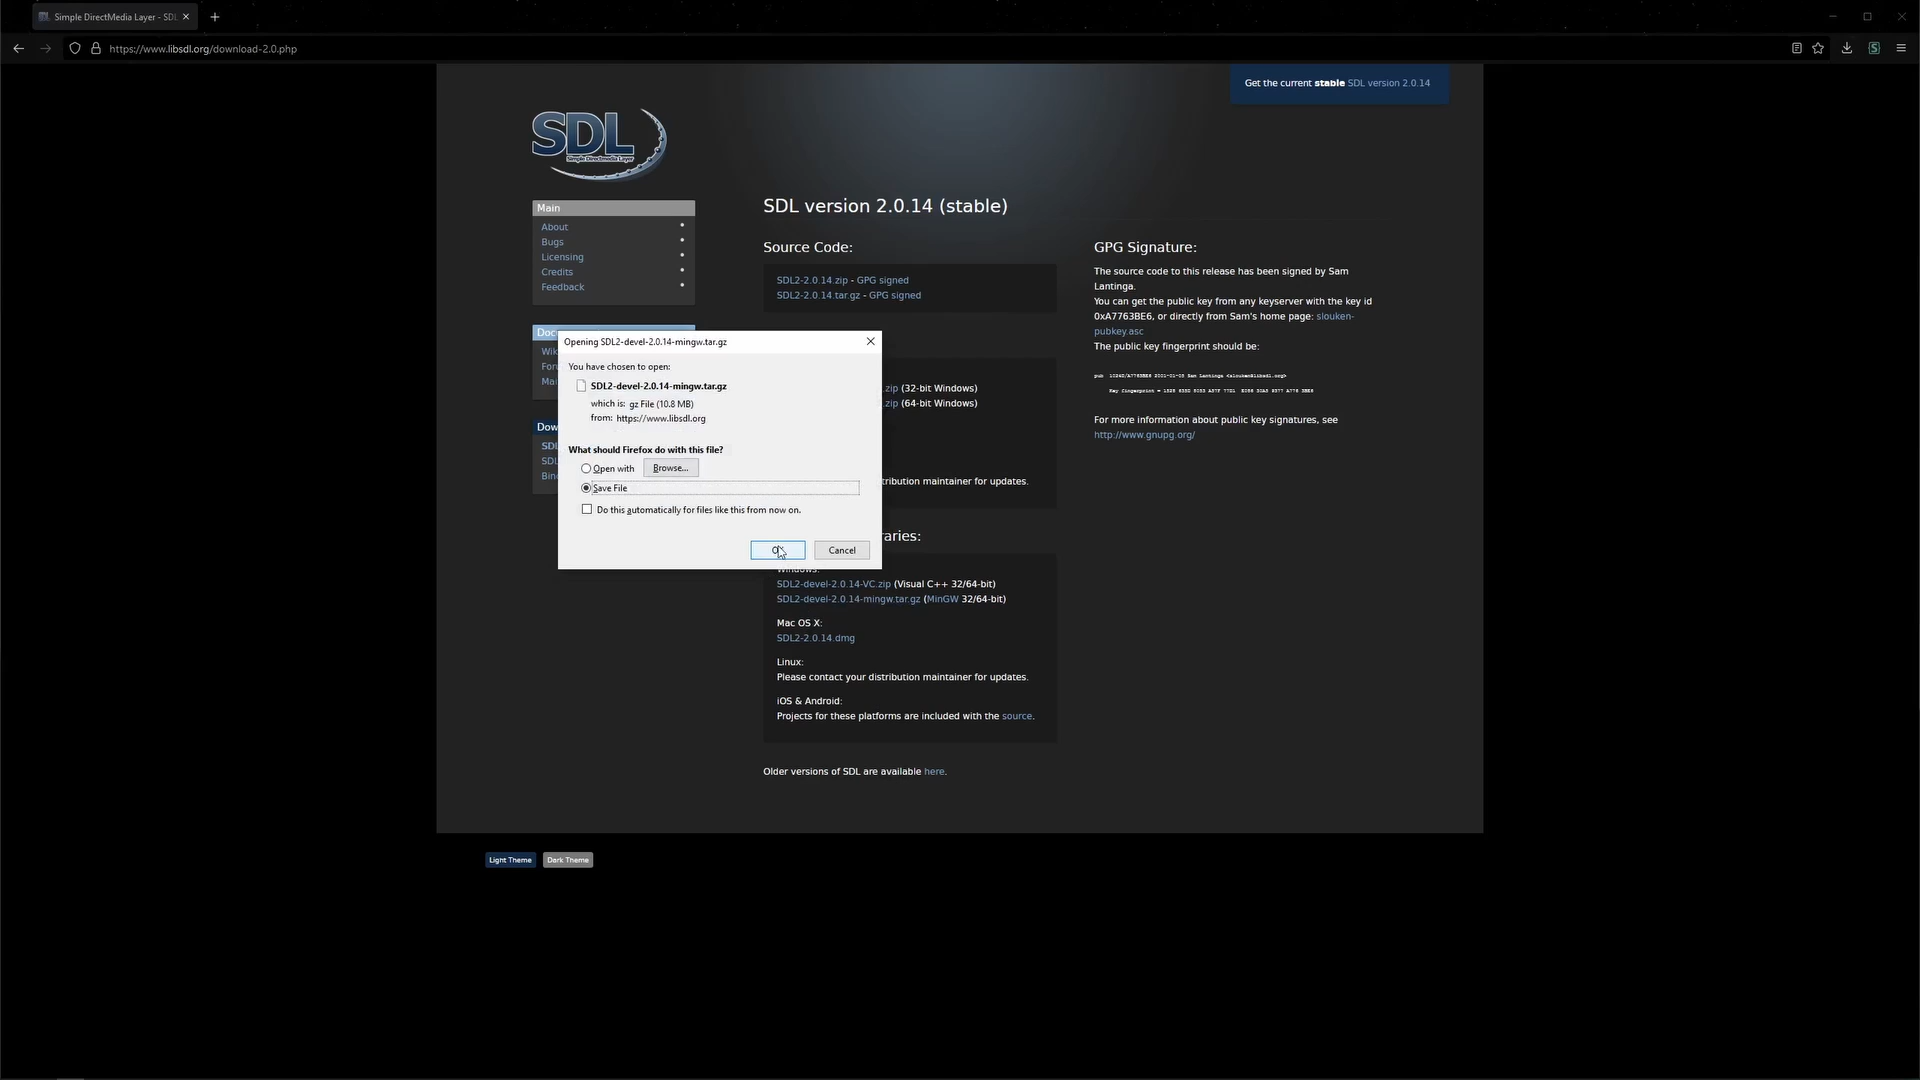 Simple DirectMedia Layer - SDL
https://www.libsdl.org/download-2.0.php
Get the current stable SDL version 2.0.14
SDL
Simple DirectMedia Layer
Main
About
Bugs
Licensing
Credits
Feedback
SDL version 2.0.14 (stable)
Source Code:
SDL2-2.0.14.zip - GPG signed
SDL2-2.0.14.tar.gz - GPG signed
GPG Signature:
The source code to this release has been signed by Sam
Lantinga.
You can get the public key from any keyserver with the key id
0xA7763BE6, or directly from Sam's home page: slouken-
pubkey.asc
The public key fingerprint should be:
For more information about public key signatures, see
http://www.gnupg.org/
Doc
Wik
For
Mai
Dow
SDL
SDL
Bin
Opening SDL2-devel-2.0.14-mingw.tar.gz
You have chosen to open:
SDL2-devel-2.0.14-mingw.tar.gz
which is: gz File (10.8 MB)
from: https://www.libsdl.org
What should Firefox do with this file?
Open with Browse...
Save File
Do this automatically for files like this from now on.
Cancel
.zip (32-bit Windows)
.zip (64-bit Windows)
tribution maintainer for updates.
raries:
Windows:
SDL2-devel-2.0.14-VC.zip (Visual C++ 32/64-bit)
SDL2-devel-2.0.14-mingw.tar.gz (MinGW 32/64-bit)
Mac OS X:
SDL2-2.0.14.dmg
Linux:
Please contact your distribution maintainer for updates.
iOS & Android:
Projects for these platforms are included with the source.
Older versions of SDL are available here.
Light Theme
Dark Theme